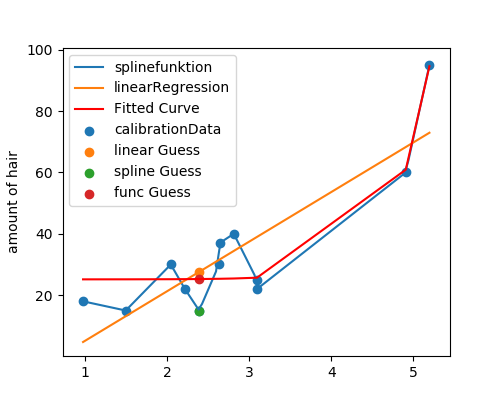 100
80
60
40
20
amount of hair
splinefunktion
linearRegression
Fitted Curve
calibrationData
linear Guess
spline Guess
func Guess
1 2 3 4 5